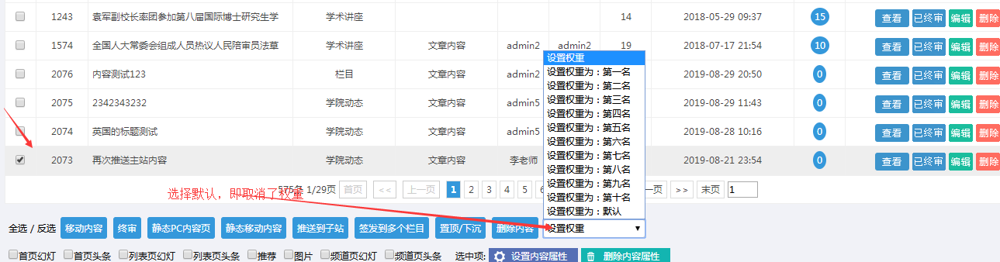 1243 袁军副校长率团参加第八届国际博士研究生学 学术讲座 14 2018-05-29 09:37 15 查看 已终审 编辑 删除
1574 全国人大常委会组成人员热议人民陪审员法草 学术讲座 文章内容 admin2 admin2 19 2018-07-17 21:54 10 查看 已终审 编辑 删除
设置权重
2076 内容测试123 栏目 文章内容 admin2 设置权重为：第一名 2019-08-29 20:50 0 查看 已终审 编辑 删除
设置权重为：第二名
2075 2342343232 学院动态 文章内容 admin5 设置权重为：第三名 2019-08-29 11:43 0 查看 已终审 编辑 删除
设置权重为：第四名
2074 英国的标题测试 学院动态 文章内容 admin5 设置权重为：第五名 2019-08-28 10:16 0 查看 已终审 编辑 删除
设置权重为：第六名
设置权重为：第七名
2073 再次推送主站内容 学院动态 文章内容 李老师 设置权重为：第八名 2019-08-21 23:54 0 查看 已终审 编辑 删除
设置权重为：第九名
575条 1/29页 首页 << 上一页 1 2 3 4 5 设置权重为：第十名 一页 >> 末页 1
选择默认，即取消了权重
设置权重为：默认
全选 / 反选 移动内容 终审 静态PC内容页 静态移动内容 推送到子站 签发到多个栏目 置顶/下沉 删除内容 设置权重
首页幻灯 首页头条 列表页幻灯 列表页头条 推荐 图片 频道页幻灯 频道页头条 选中项: 设置内容属性 删除内容属性